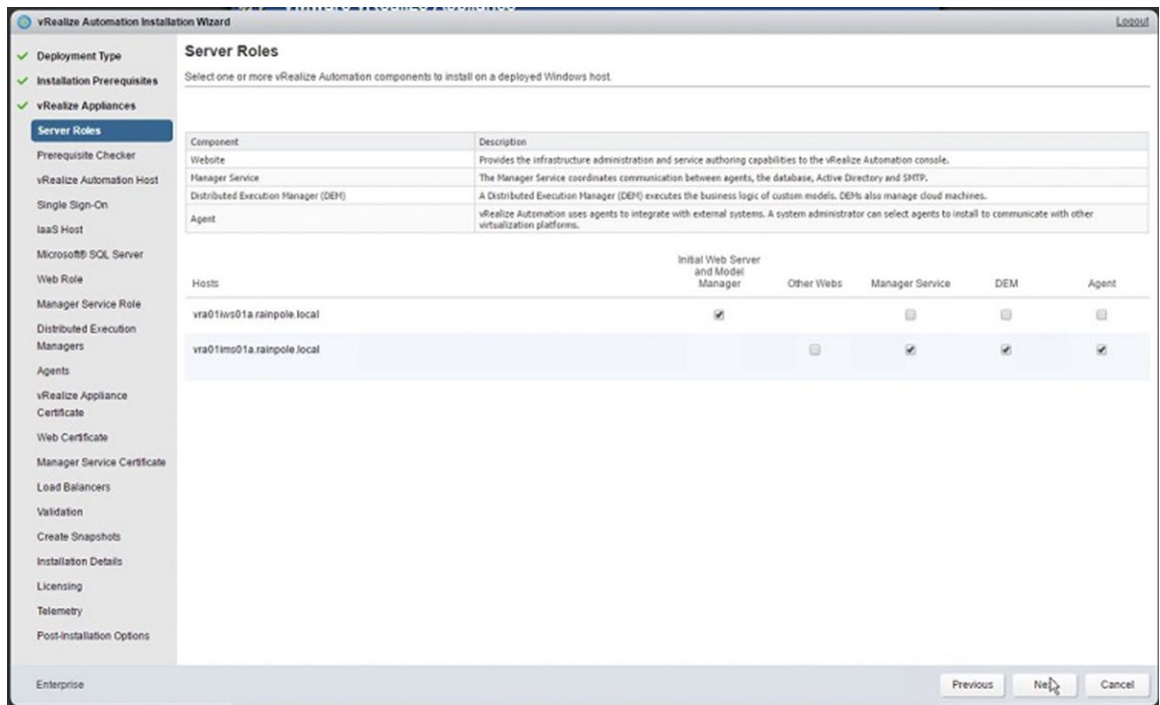 vRealize Automation Installation Wizard
Logout
Deployment Type
Installation Prerequisites
vRealize Appliances
Server Roles
Prerequisite Checker
vRealize Automation Host
Single Sign-On
IaaS Host
Microsoft® SQL Server
Web Role
Manager Service Role
Distributed Execution
Managers
Agents
vRealize Appliance
Certificate
Web Certificate
Manager Service Certificate
Load Balancers
Validation
Create Snapshots
Installation Details
Licensing
Telemetry
Post-Installation Options
Server Roles
Select one or more vRealize Automation components to install on a deployed Windows host.
Component Description
Website Provides the infrastructure administration and service authoring capabilities to the vRealize Automation console.
Manager Service The Manager Service coordinates communication between agents, the database, Active Directory and SMTP.
Distributed Execution Manager (DEM) A Distributed Execution Manager (DEM) executes the business logic of custom models. DEMs also manage cloud machines.
Agent vRealize Automation uses agents to integrate with external systems. A system administrator can select agents to install to communicate with other
virtualization platforms.
Initial Web Server
and Model
Hosts Manager Other Webs Manager Service DEM Agent
vra01iws01a.rainpole.local
vra01ims01a.rainpole.local
Enterprise
Previous
Cancel